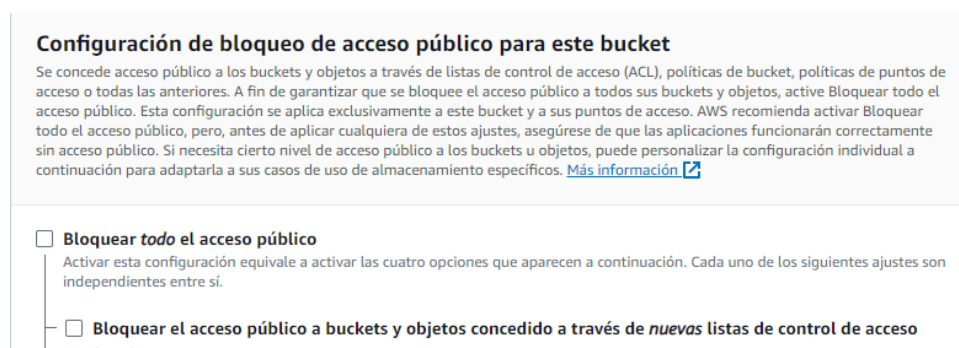 Configuración de bloqueo de acceso público para este bucket
Se concede acceso público a los buckets y objetos a través de listas de control de acceso (ACL), políticas de bucket, políticas de puntos de
acceso o todas las anteriores. A fin de garantizar que se bloquee el acceso público a todos sus buckets y objetos, active Bloquear todo el
acceso público. Esta configuración se aplica exclusivamente a este bucket y a sus puntos de acceso. AWS recomienda activar Bloquear
todo el acceso público, pero, antes de aplicar cualquiera de estos ajustes, asegúrese de que las aplicaciones funcionarán correctamente
sin acceso público. Si necesita cierto nivel de acceso público a los buckets u objetos, puede personalizar la configuración individual a
continuación para adaptarla a sus casos de uso de almacenamiento específicos. Más información
Bloquear todo el acceso público
Activar esta configuración equivale a activar las cuatro opciones que aparecen a continuación. Cada uno de los siguientes ajustes son
independientes entre sí.
Bloquear el acceso público a buckets y objetos concedido a través de nuevas listas de control de acceso